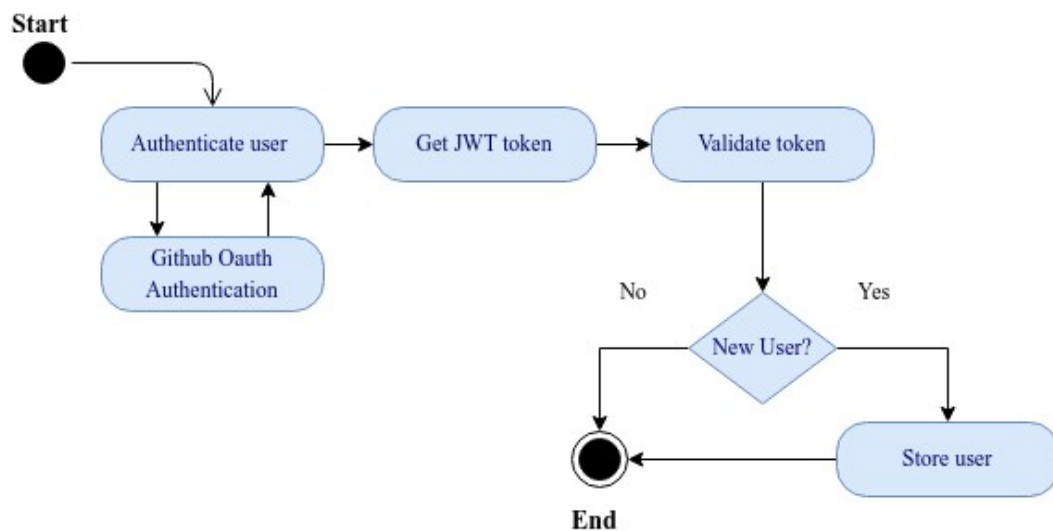 Start
Authenticate user
Get JWT token
Validate token
Github Oauth
Authentication
No
Yes
New User?
Store user
End